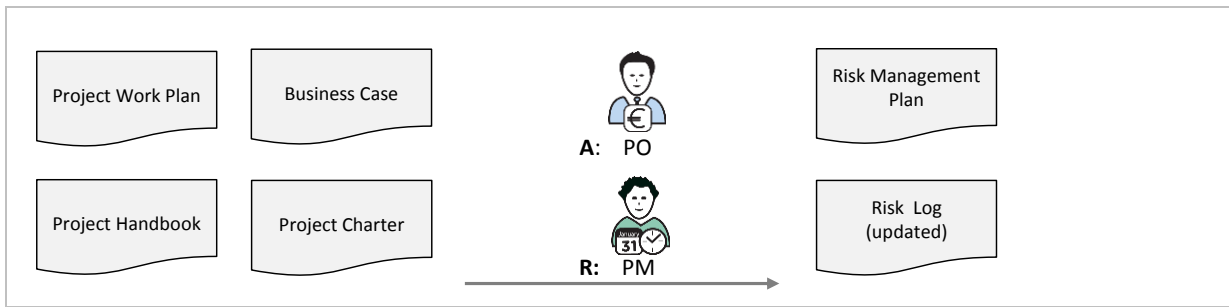 Project Work Plan
Business Case
Risk Management
Plan
€
A: PO
Project Handbook
Project Charter
January
31
R: PM
Risk Log
(updated)